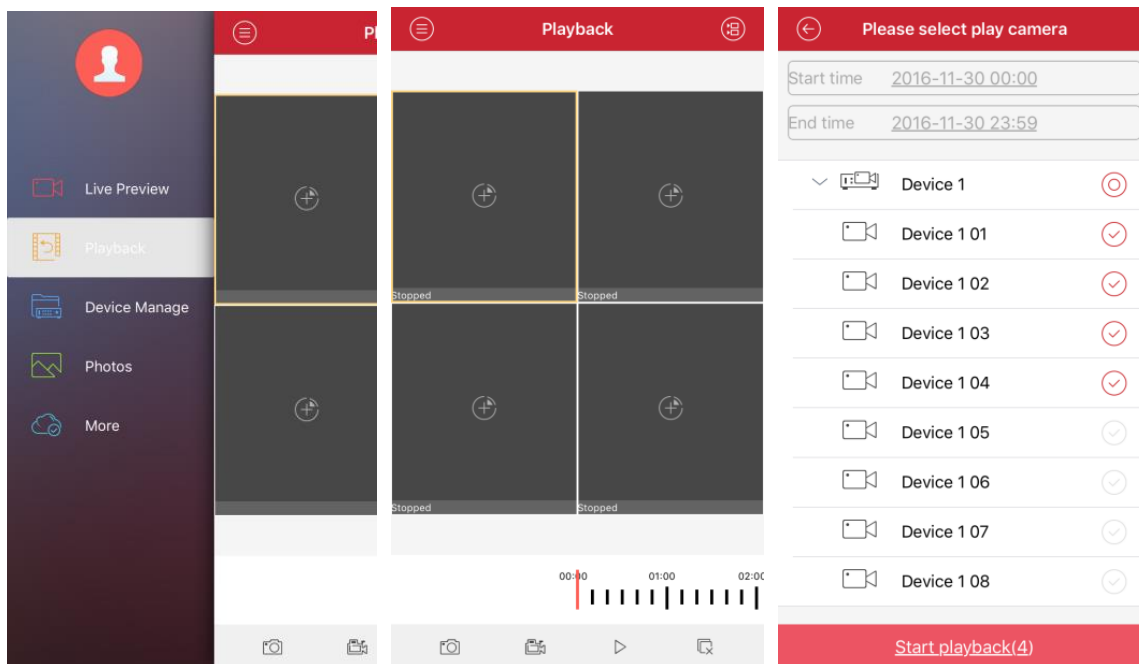 Pl
Live Preview
Playback
Device Manage
Photos
More
Playback
Stopped
Stopped
Stopped
Stopped
00:00 01:00 02:00
Please select play camera
Start time 2016-11-30 00:00
End time 2016-11-30 23:59
Device 1
Device 1 01
Device 1 02
Device 1 03
Device 1 04
Device 1 05
Device 1 06
Device 1 07
Device 1 08
Start playback(4)